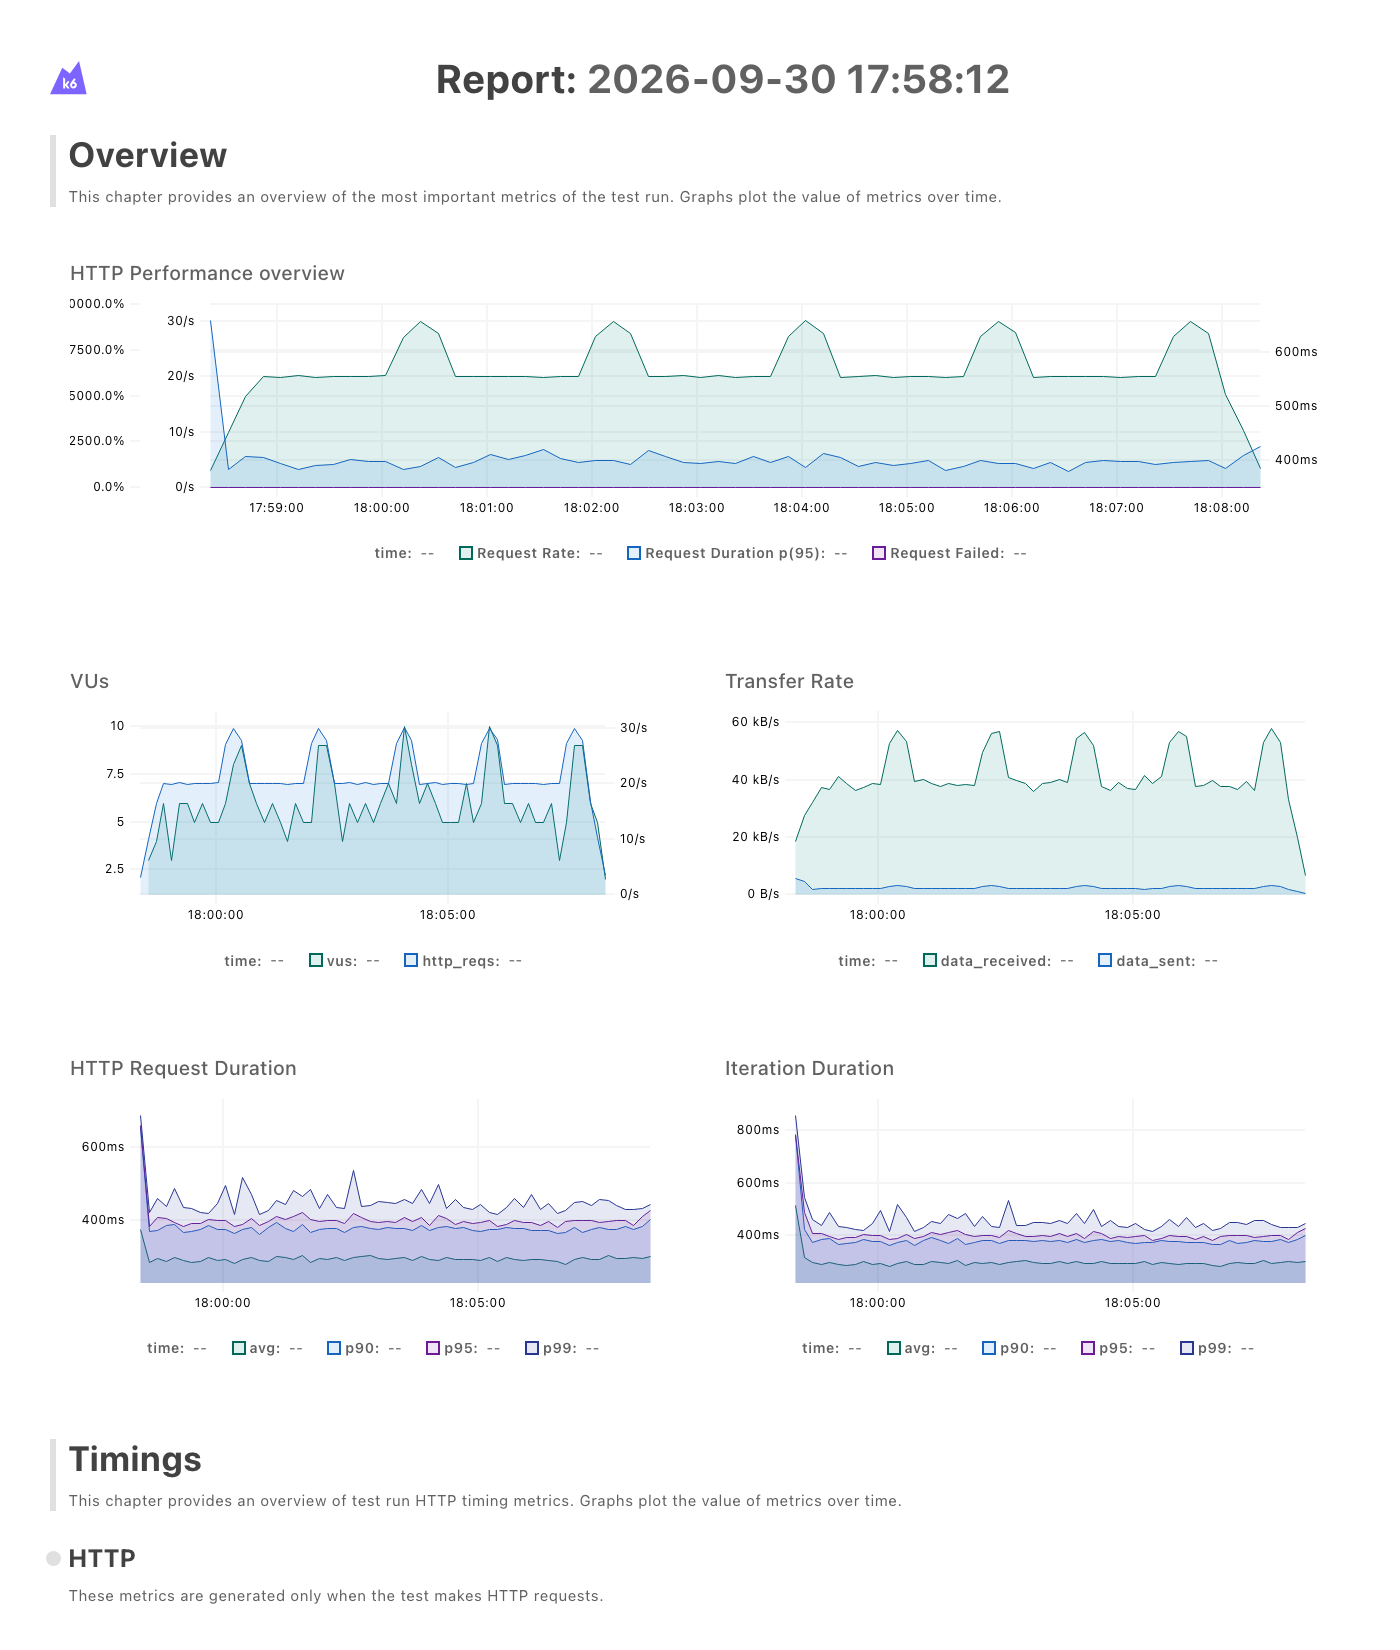 k6
Report: 2026-09-30 17:58:12
Overview
This chapter provides an overview of the most important metrics of the test run. Graphs plot the value of metrics over time.
HTTP Performance overview
0000.0%
7500.0%
5000.0%
2500.0%
0.0%
30/s
20/s
10/s
0/s
600ms
500ms
400ms
17:59:00 18:00:00 18:01:00 18:02:00 18:03:00 18:04:00 18:05:00 18:06:00 18:07:00 18:08:00
time: -- Request Rate: -- Request Duration p(95): -- Request Failed: --
VUs
10
7.5
5
2.5
30/s
20/s
10/s
0/s
18:00:00 18:05:00
time: -- vus: -- http_reqs: --
Transfer Rate
60 kB/s
40 kB/s
20 kB/s
0 B/s
18:00:00 18:05:00
time: -- data_received: -- data_sent: --
HTTP Request Duration
600ms
400ms
18:00:00 18:05:00
time: -- avg: -- p90: -- p95: -- p99: --
Iteration Duration
800ms
600ms
400ms
18:00:00 18:05:00
time: -- avg: -- p90: -- p95: -- p99: --
Timings
This chapter provides an overview of test run HTTP timing metrics. Graphs plot the value of metrics over time.
HTTP
These metrics are generated only when the test makes HTTP requests.